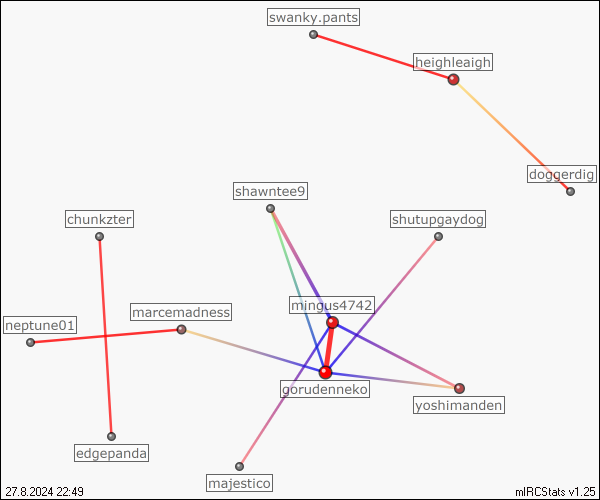 swanky.pants
heighleaigh
doggerdig
shawntee9
chunkzter
shutupgaydog
mingus4742
marcemadness
neptune01
gorudenneko
yoshimanden
edgepanda
majestico
27.8.2024 22:49
mIRCStats v1.25